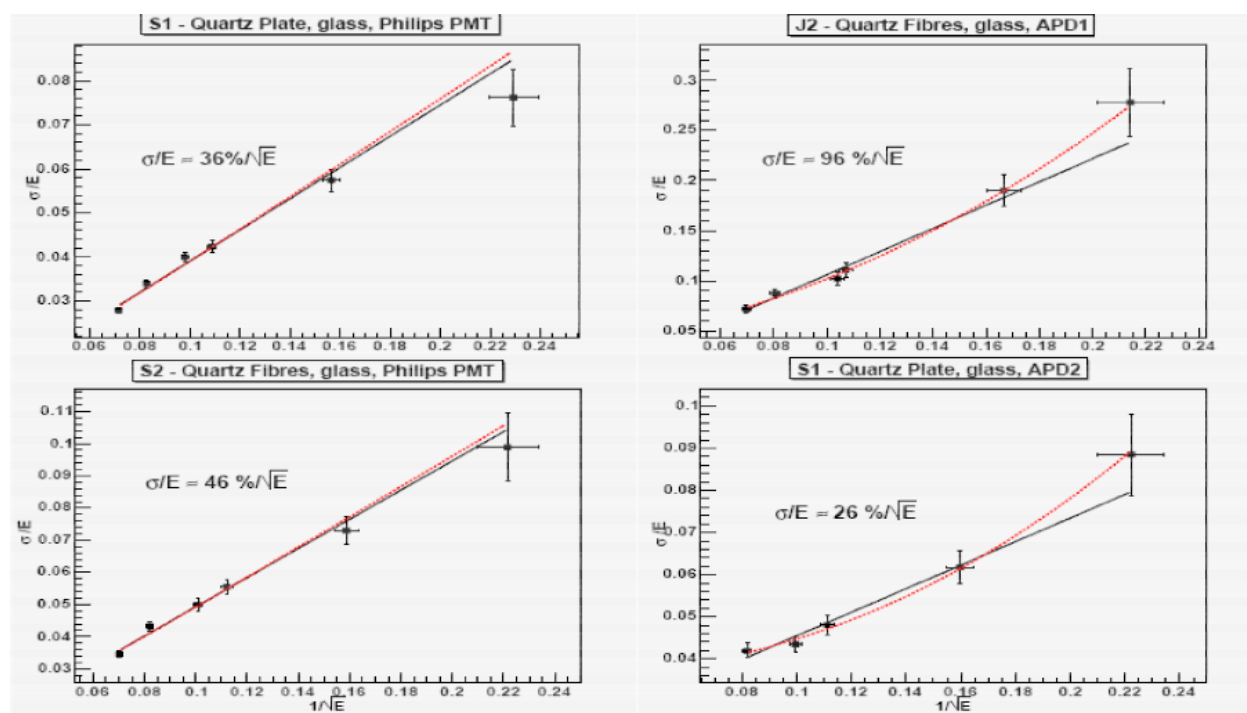 S1 - Quartz Plate, glass, Philips PMT
0.08
0.07
0.06
0.05
0.04
0.03
σ/E
σ/E = 36%/√E
0.06 0.08 0.1 0.12 0.14 0.16 0.18 0.2 0.22 0.24
J2 - Quartz Fibres, glass, APD1
0.3
0.25
0.2
0.15
0.1
0.05
σ/E
σ/E = 96 %/√E
0.06 0.08 0.1 0.12 0.14 0.16 0.18 0.2 0.22 0.24
S2 - Quartz Fibres, glass, Philips PMT
0.11
0.1
0.09
0.08
0.07
0.06
0.05
0.04
0.03
σ/E
σ/E = 46 %/√E
0.06 0.08 0.1 0.12 0.14 0.16 0.18 0.2 0.22 0.24
1/√E
S1 - Quartz Plate, glass, APD2
0.1
0.09
0.08
0.07
0.06
0.05
0.04
σ/E
σ/E = 26 %/√E
0.08 0.1 0.12 0.14 0.16 0.18 0.2 0.22 0.24
1/√E